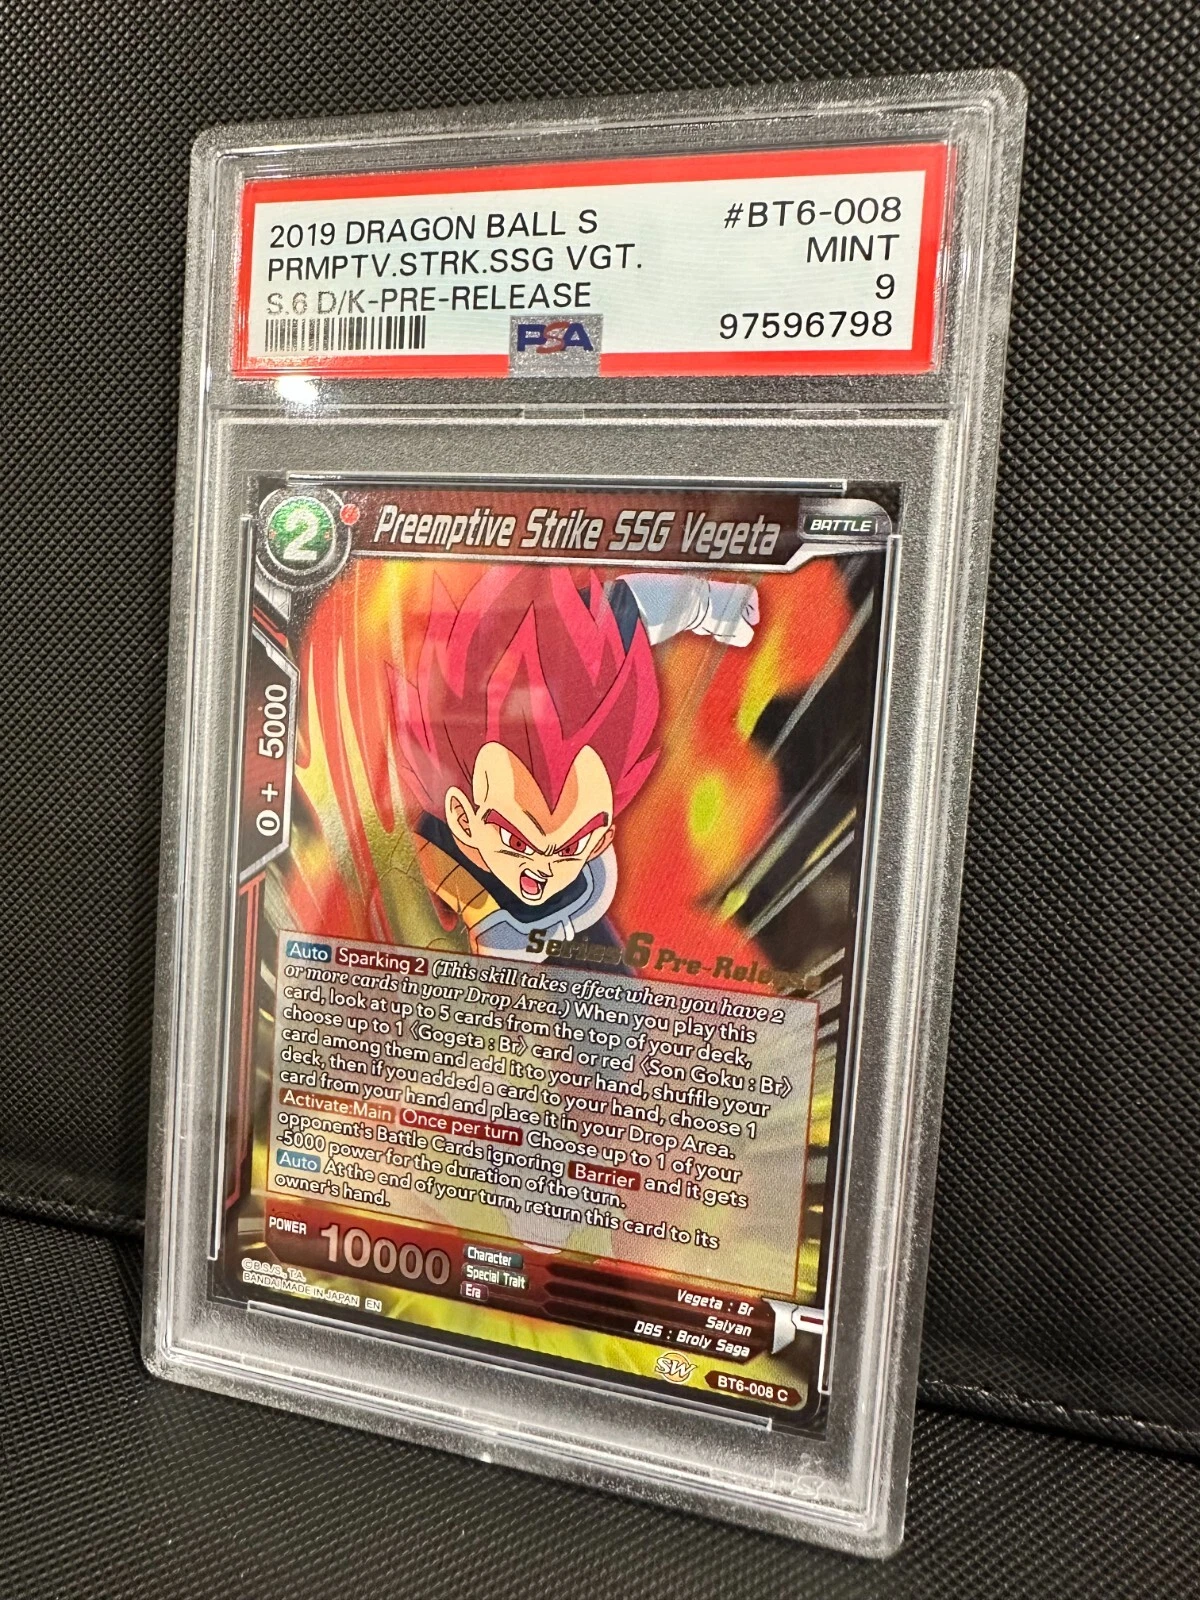 2019 DRAGON BALL S
#BT6-008
PRMPTV.STRK.SSG VGT.
MINT
S.6 D/K-PRE-RELEASE
9
PSA
97596798
2
Preemptive Strike SSG Vegeta
BATTLE
0 + 5000
Series 6 Pre-Release
Auto Sparking 2 (This skill takes effect when you have 2
or more cards in your Drop Area.) When you play this
card, look at up to 5 cards from the top of your deck,
choose up to 1 《Gogeta : Br》 card or red 《Son Goku : Br》
card among them and add it to your hand, shuffle your
deck, then if you added a card to your hand, choose 1
card from your hand and place it in your Drop Area.
Activate:Main Once per turn Choose up to 1 of your
opponent's Battle Cards ignoring Barrier and it gets
-5000 power for the duration of the turn.
Auto At the end of your turn, return this card to its
owner's hand.
POWER 10000
Character Vegeta : Br
Special Trait Saiyan
Era DBS : Broly Saga
©B.S./S., T.A.
BANDAI MADE IN JAPAN EN
SW
BT6-008 C
PSA